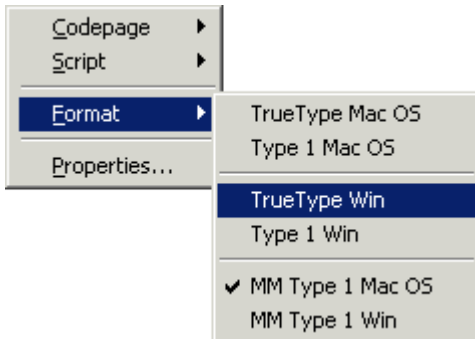 Codepage
Script
Format
Properties...
TrueType Mac OS
Type 1 Mac OS
TrueType Win
Type 1 Win
MM Type 1 Mac OS
MM Type 1 Win